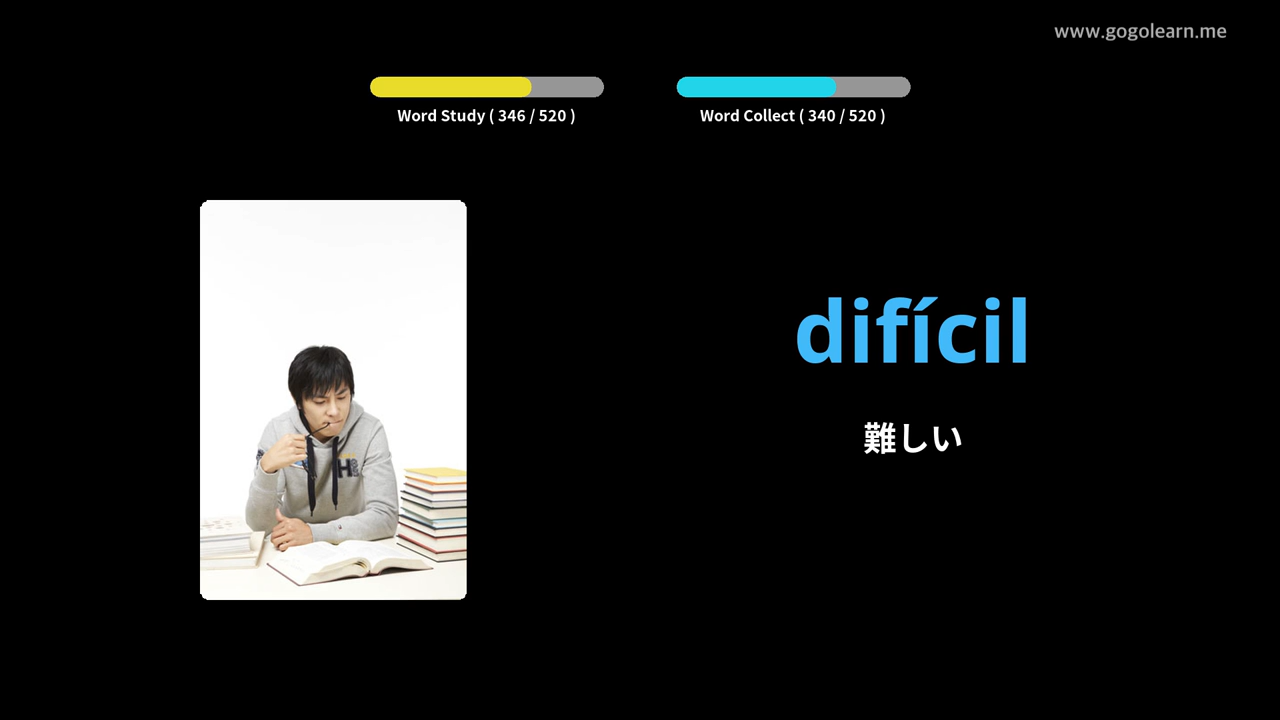 www.gogolearn.me
Word Study ( 346 / 520 )
Word Collect ( 340 / 520 )
difícil
難しい
H